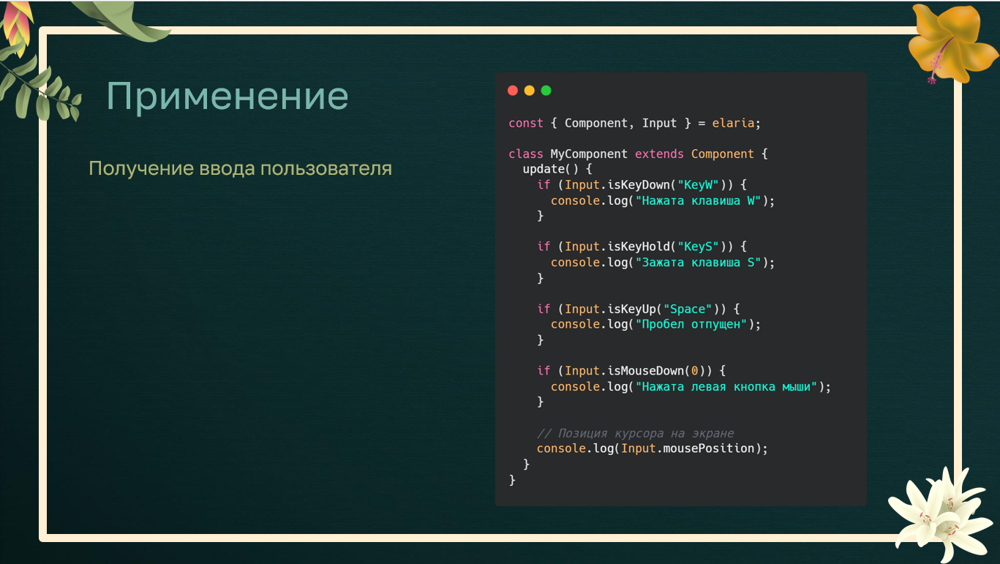 Применение
Получение ввода пользователя
const { Component, Input } = elaria;
class MyComponent extends Component {
  update() {
    if (Input.isKeyDown("KeyW")) {
      console.log("Нажата клавиша W");
    }
    if (Input.isKeyHold("KeyS")) {
      console.log("Зажата клавиша S");
    }
    if (Input.isKeyUp("Space")) {
      console.log("Пробел отпущен");
    }
    if (Input.isMouseDown(0)) {
      console.log("Нажата левая кнопка мыши");
    }
    // Позиция курсора на экране
    console.log(Input.mousePosition);
  }
}